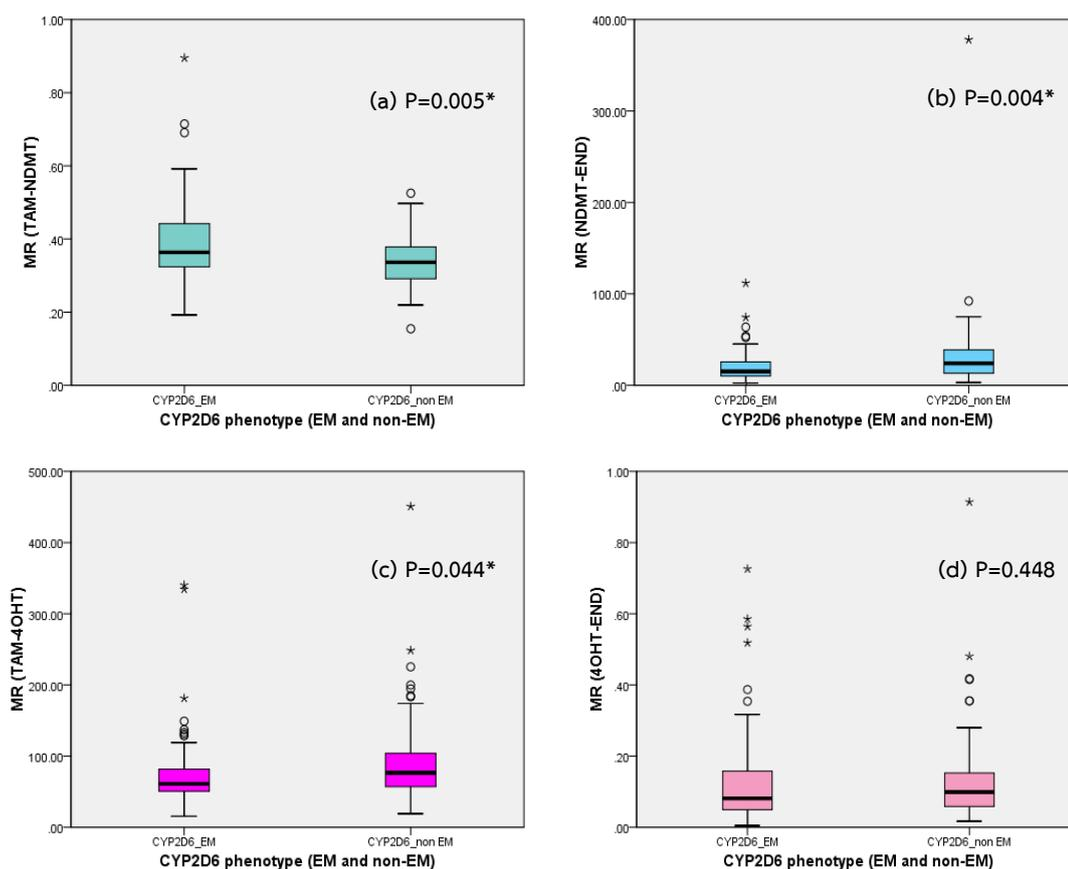 1.00
.80
.60
.40
.20
.00
MR (TAM-NDMT)
(a) P=0.005*
CYP2D6_EM
CYP2D6_non EM
CYP2D6 phenotype (EM and non-EM)
400.00
300.00
200.00
100.00
.00
MR (NDMT-END)
(b) P=0.004*
CYP2D6_EM
CYP2D6_non EM
CYP2D6 phenotype (EM and non-EM)
500.00
400.00
300.00
200.00
100.00
.00
MR (TAM-4OHT)
(c) P=0.044*
CYP2D6_EM
CYP2D6_non EM
CYP2D6 phenotype (EM and non-EM)
1.00
.80
.60
.40
.20
.00
MR (4OHT-END)
(d) P=0.448
CYP2D6_EM
CYP2D6_non EM
CYP2D6 phenotype (EM and non-EM)